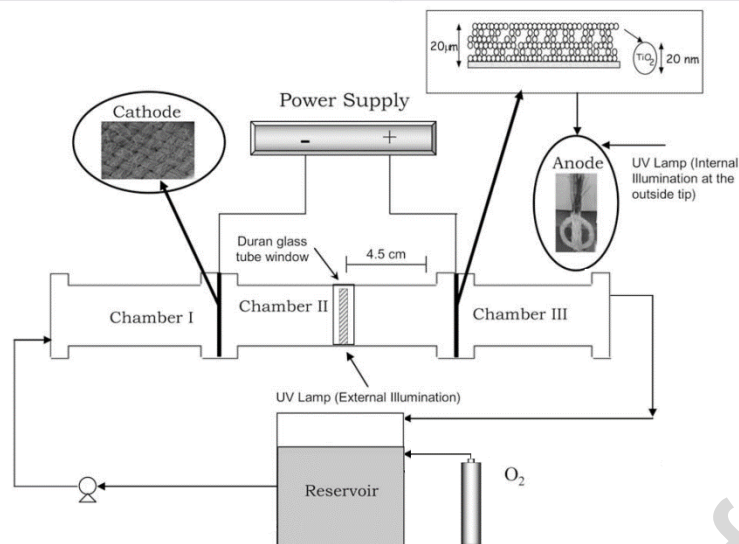 20μm
TiO2
20 nm
Cathode
Power Supply
-
+
Anode
UV Lamp (Internal
Illumination at the
outside tip)
Duran glass
tube window
4.5 cm
Chamber I
Chamber II
Chamber III
UV Lamp (External Illumination)
Reservoir
O2